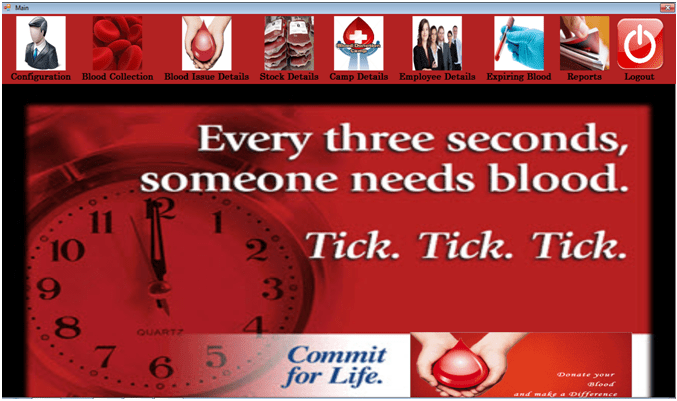 Main
Configuration
Blood Collection
Blood Issue Details
Stock Details
Camp Details
Employee Details
Expiring Blood
Reports
Logout
Every three seconds,
someone needs blood.
Tick. Tick. Tick.
11 12 1
10 2
9 3
8 4
7 6 5
QUARTZ
Commit
for Life.
Donate your
Blood
and make a Difference